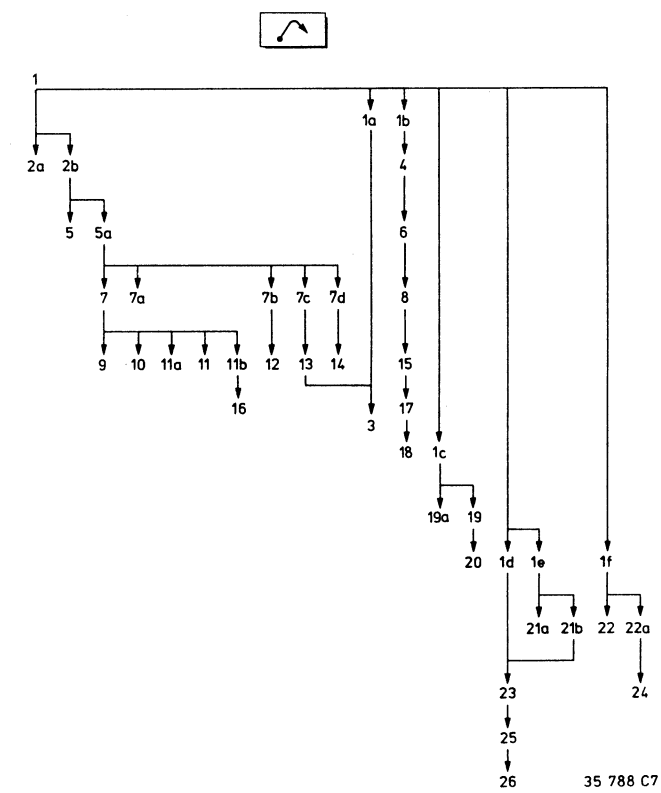 1
1a 1b
2a 2b 4
5 5a 6
7 7a 7b 7c 7d 8
9 10 11a 11 11b 12 13 14 15
16 17
3
18 1c
19a 19
20 1d 1e 1f
21a 21b 22 22a
23 24
25
26 35 788 C7